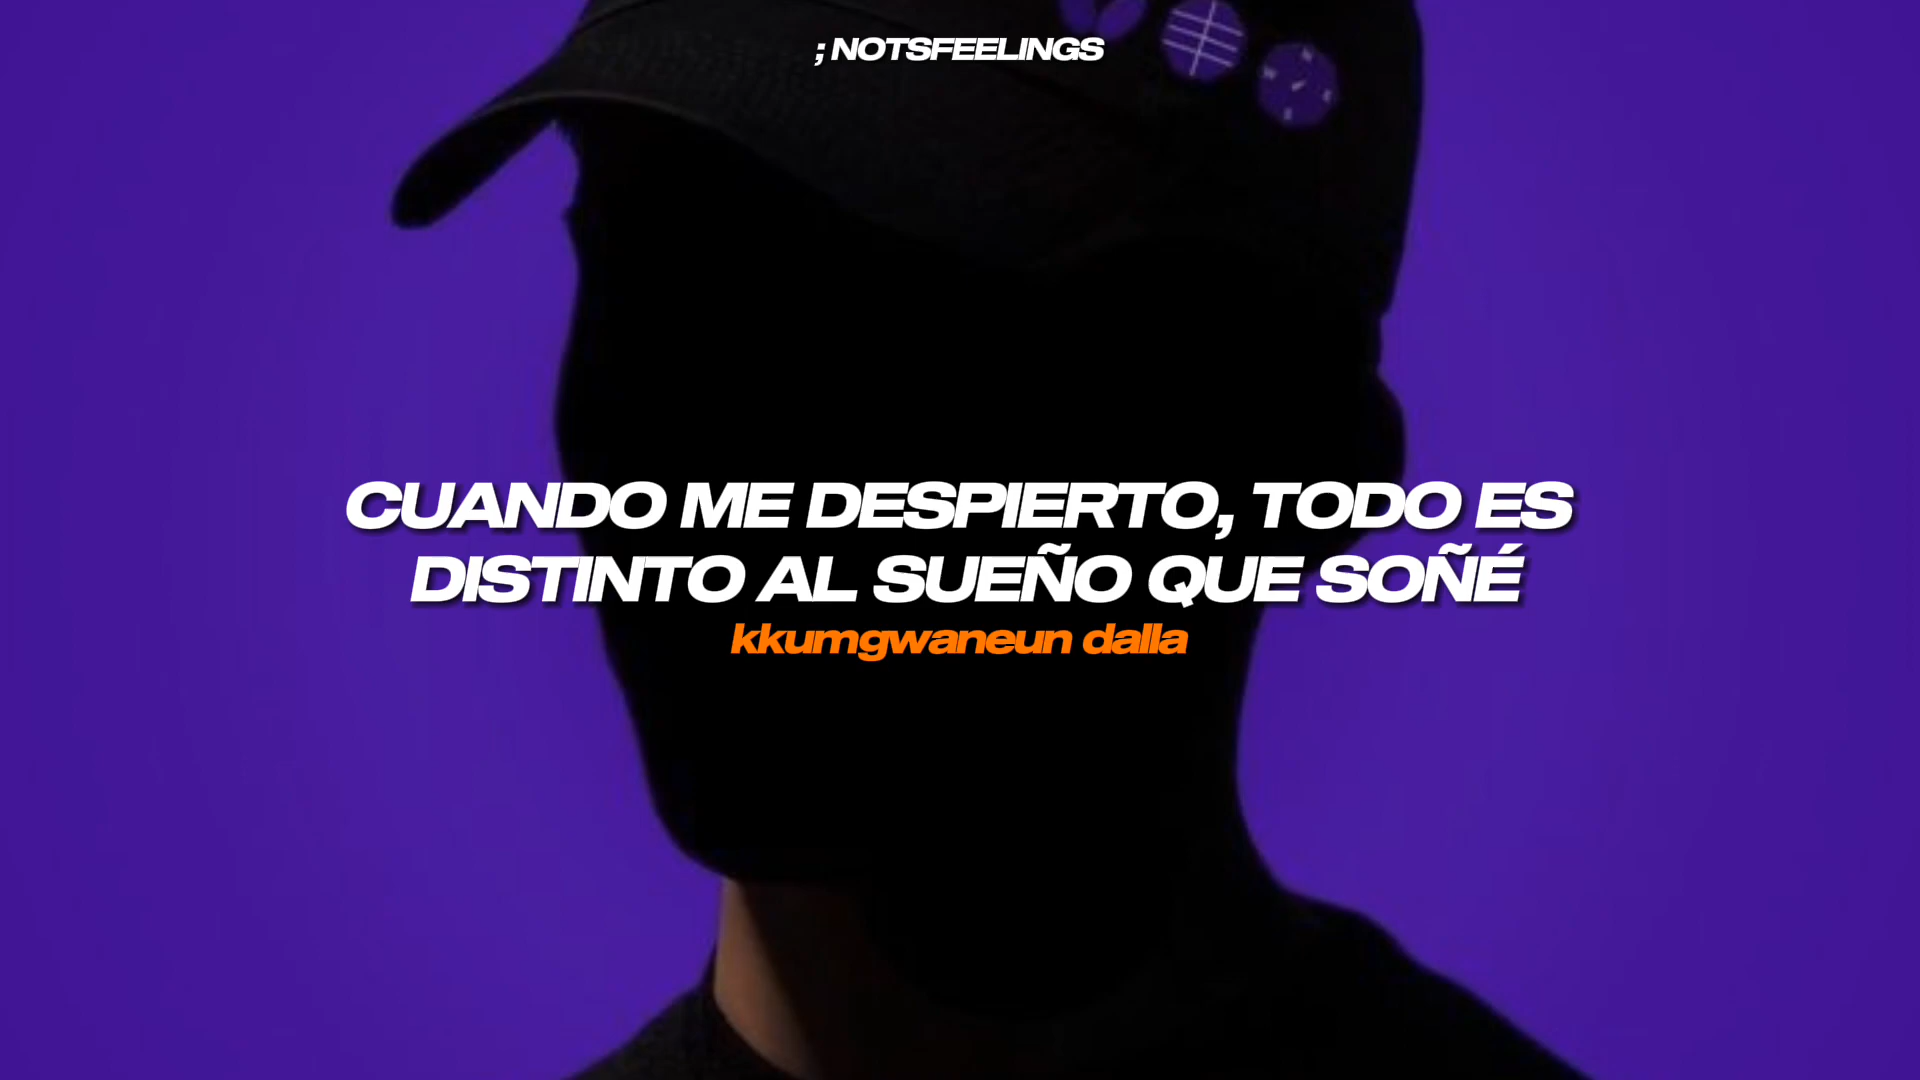 ; NOTSFEELINGS
CUANDO ME DESPIERTO, TODO ES
DISTINTO AL SUEÑO QUE SOÑÉ
kkumgwaneun dalla